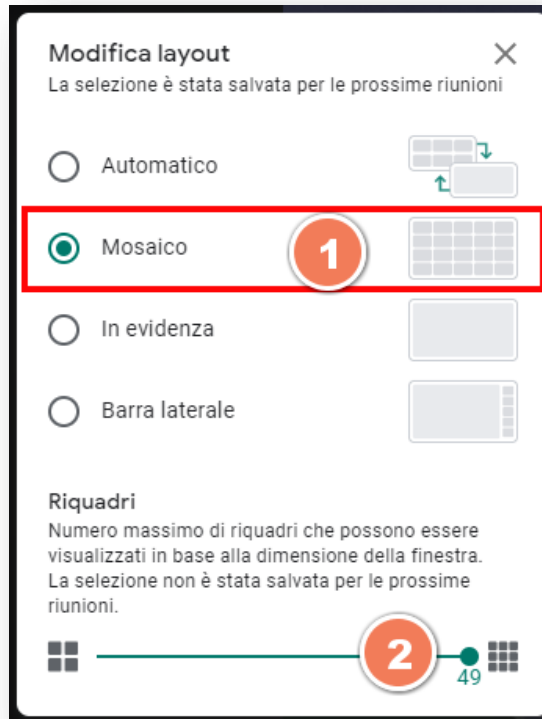 Modifica layout
La selezione è stata salvata per le prossime riunioni
Automatico
Mosaico
1
In evidenza
Barra laterale
Riquadri
Numero massimo di riquadri che possono essere
visualizzati in base alla dimensione della finestra.
La selezione non è stata salvata per le prossime
riunioni.
2
49